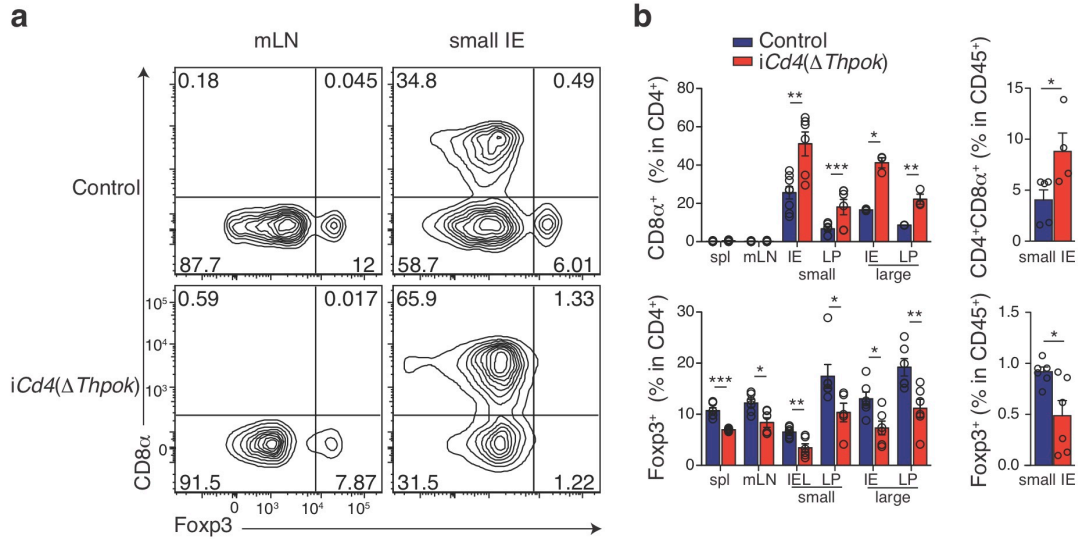 a
mLN
small IE
Control
0.18 0.045
87.7 12
34.8 0.49
58.7 6.01
iCd4(ΔThpok)
0.59 0.017
91.5 7.87
65.9 1.33
31.5 1.22
CD8α
10⁵
10⁴
10³
0
0 10³ 10⁴ 10⁵
Foxp3
b
Control
iCd4(ΔThpok)
CD8α⁺ (% in CD4⁺)
80
60
40
20
0
spl mLN IE LP IE LP
small large
CD4⁺CD8α⁺ (% in CD45⁺)
15
10
5
0
small IE
** * *** ** *
Foxp3⁺ (% in CD4⁺)
30
20
10
0
spl mLN IEL LP IE LP
small large
*** * ** * * **
Foxp3⁺ (% in CD45⁺)
1.5
1.0
0.5
0.0
small IE
*